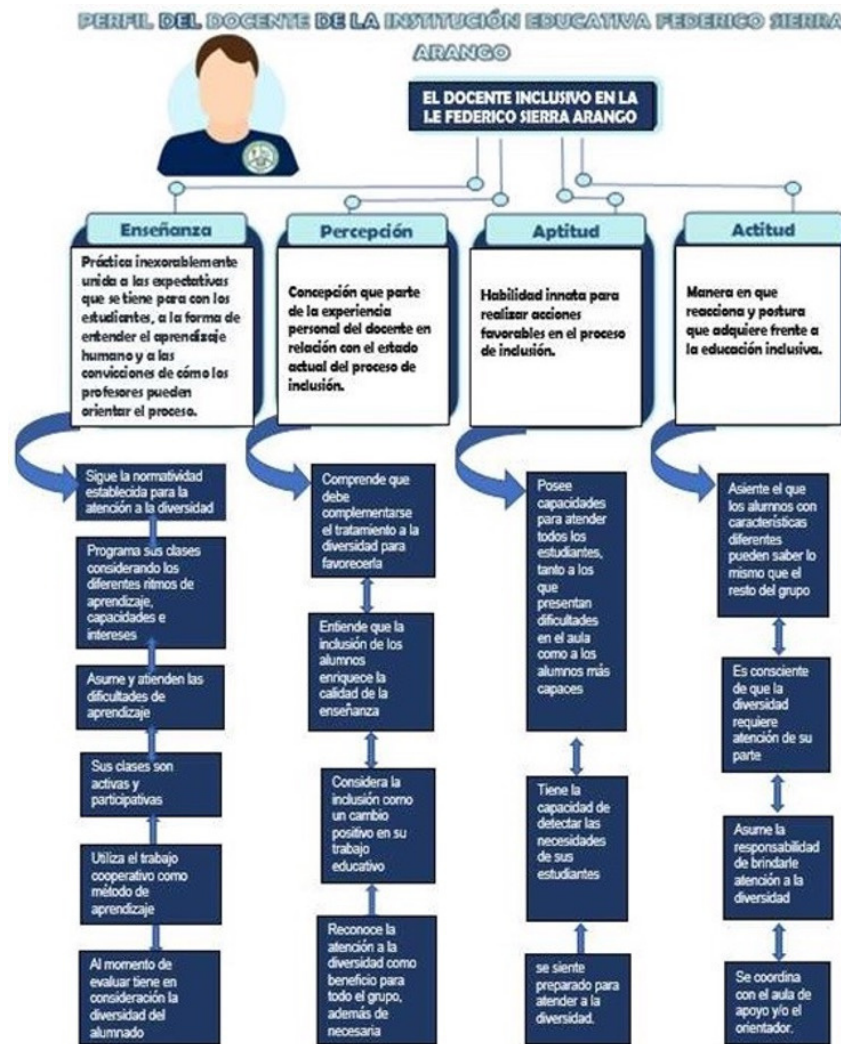 PERFIL DEL DOCENTE DE LA INSTITUCIÓN EDUCATIVA FEDERICO SIERRA
ARANGO
EL DOCENTE INCLUSIVO EN LA
I.E FEDERICO SIERRA ARANGO
Enseñanza
Práctica inexorablemente
unida a las expectativas
que se tiene para con los
estudiantes, a la forma de
entender el aprendizaje
humano y a las
convicciones de cómo los
profesores pueden
orientar el proceso.
Percepción
Concepción que parte
de la experiencia
personal del docente en
relación con el estado
actual del proceso de
inclusión.
Aptitud
Habilidad innata para
realizar acciones
favorables en el proceso
de inclusión.
Actitud
Manera en que
reacciona y postura
que adquiere frente a
la educación inclusiva.
Sigue la normatividad
establecida para la
atención a la diversidad
Programa sus clases
considerando los
diferentes ritmos de
aprendizaje,
capacidades e
intereses
Asume y atienden las
dificultades de
aprendizaje
Sus clases son
activas y
participativas
Utiliza el trabajo
cooperativo como
método de
aprendizaje
Al momento de
evaluar tiene en
consideración la
diversidad del
alumnado
Comprende que
debe
complementarse
el tratamiento a la
diversidad para
favorecerla
Entiende que la
inclusión de los
alumnos
enriquece la
calidad de la
enseñanza
Considera la
inclusión como
un cambio
positivo en su
trabajo
educativo
Reconoce la
atención a la
diversidad como
beneficio para
todo el grupo,
además de
necesaria
Posee
capacidades
para atender
todos los
estudiantes,
tanto a los
que
presentan
dificultades
en el aula
como a los
alumnos más
capaces
Tiene la
capacidad de
detectar las
necesidades
de sus
estudiantes
se siente
preparado para
atender a la
diversidad.
Asiente el que
los alumnos con
características
diferentes
pueden saber lo
mismo que el
resto del grupo
Es consciente
de que la
diversidad
requiere
atención de su
parte
Asume la
responsabilidad
de brindarle
atención a la
diversidad
Se coordina
con el aula de
apoyo y/o el
orientador.